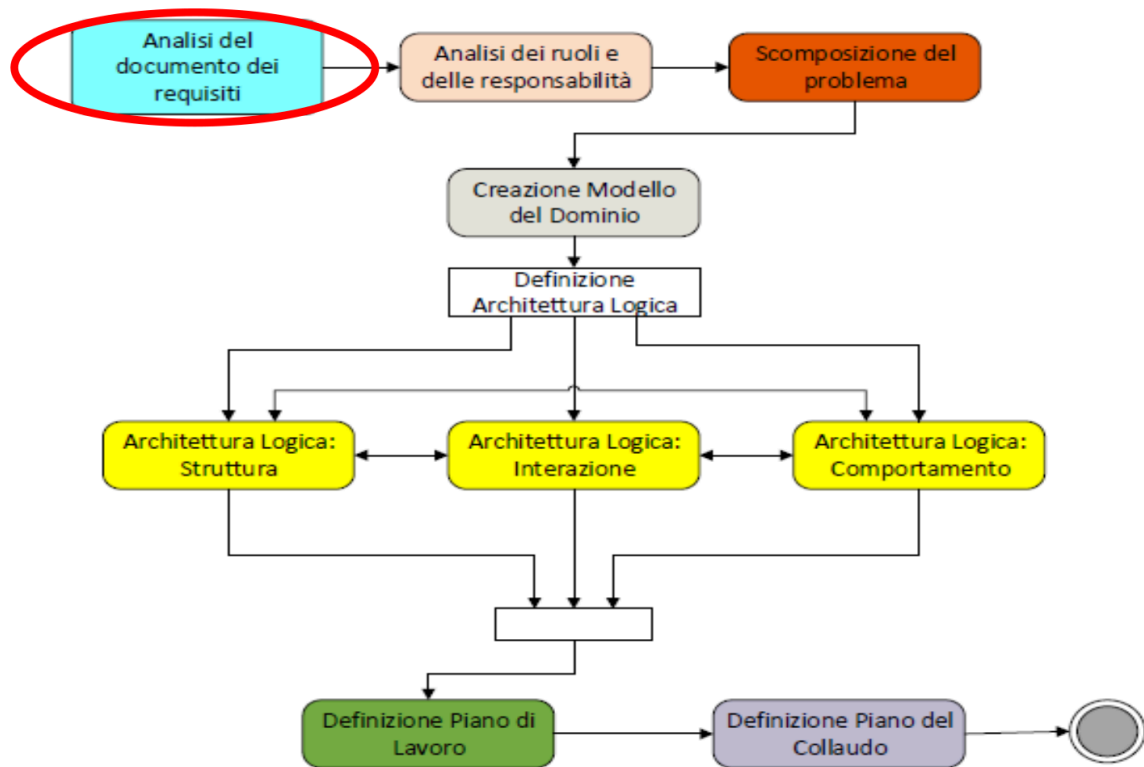 Analisi del
documento dei
requisiti
Analisi dei ruoli e
delle responsabilità
Scomposizione del
problema
Creazione Modello
del Dominio
Definizione
Architettura Logica
Architettura Logica:
Struttura
Architettura Logica:
Interazione
Architettura Logica:
Comportamento
Definizione Piano di
Lavoro
Definizione Piano del
Collaudo